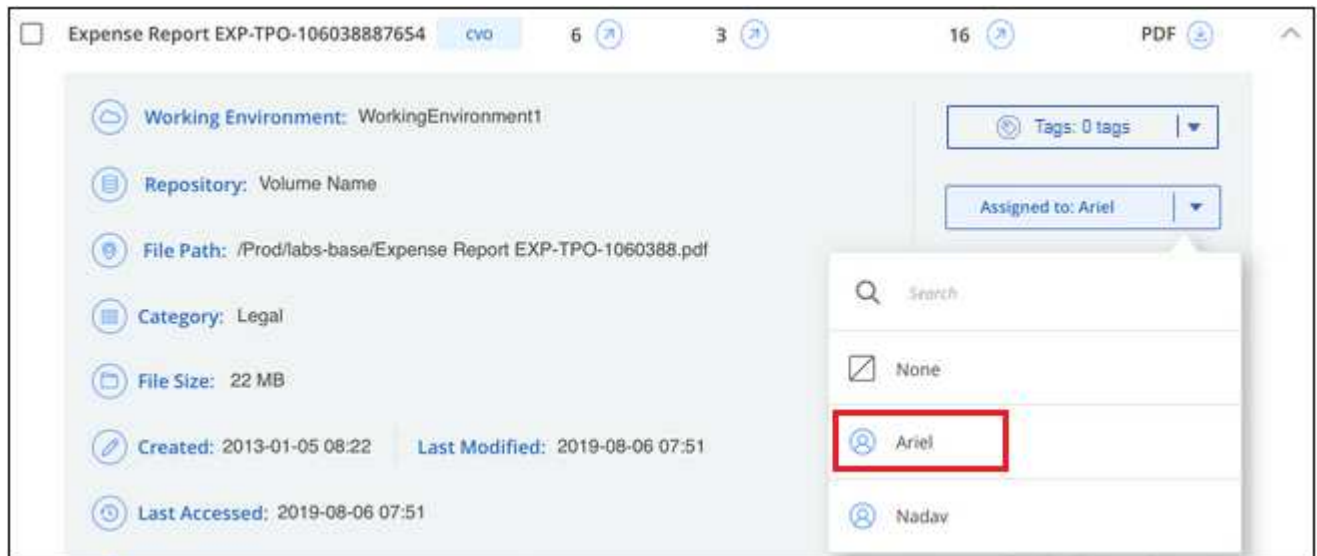 Expense Report EXP-TPO-106038887654 cvo 6 3 16 PDF
Working Environment: WorkingEnvironment1
Tags: 0 tags
Repository: Volume Name
Assigned to: Ariel
File Path: /Prod/labs-base/Expense Report EXP-TPO-1060388.pdf
Search
Category: Legal
None
File Size: 22 MB
Ariel
Created: 2013-01-05 08:22 Last Modified: 2019-08-06 07:51
Last Accessed: 2019-08-06 07:51
Nadav